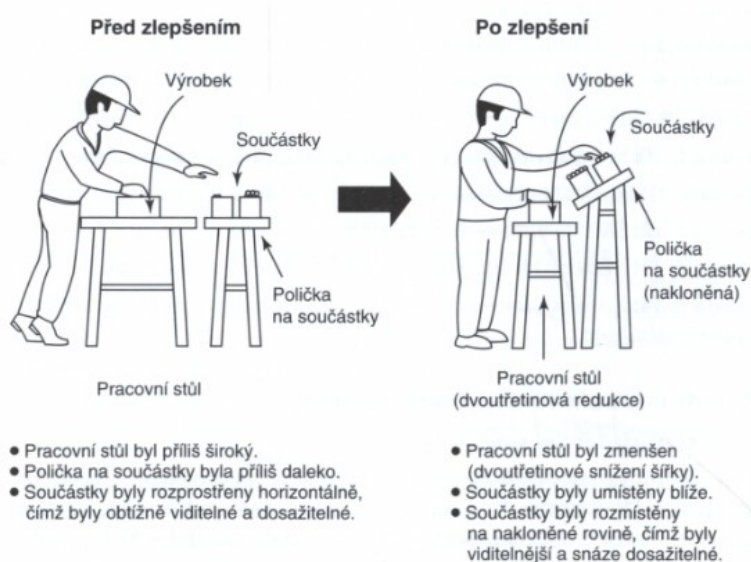 Před zlepšením
Výrobek
Součástky
Polička
na součástky
Pracovní stůl
● Pracovní stůl byl příliš široký.
● Polička na součástky byla příliš daleko.
● Součástky byly rozprostřeny horizontálně,
čímž byly obtížně viditelné a dosažitelné.
Po zlepšení
Výrobek
Součástky
Polička
na součástky
(nakloněná)
Pracovní stůl
(dvoutřetinová redukce)
● Pracovní stůl byl zmenšen
(dvoutřetinové snížení šířky).
● Součástky byly umístěny blíže.
● Součástky byly rozmístěny
na nakloněné rovině, čímž byly
viditelnější a snáze dosažitelné.